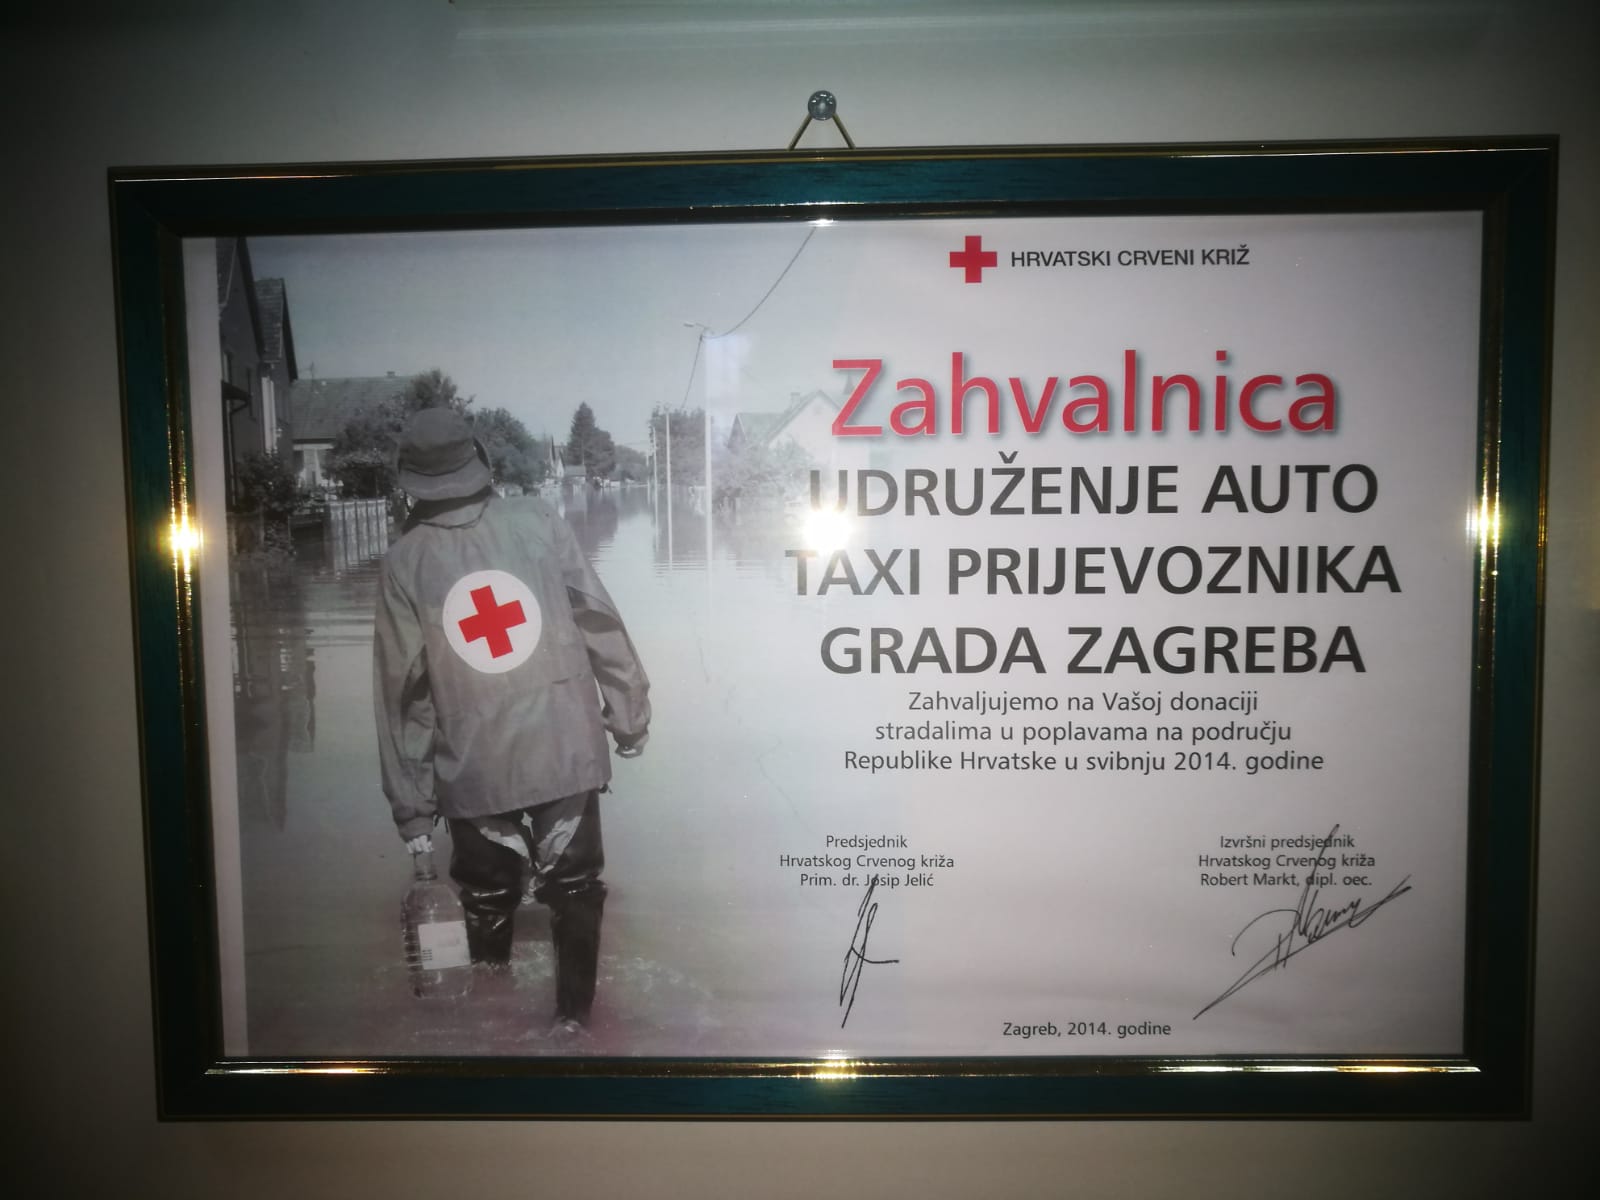 HRVATSKI CRVENI KRIŽ
Zahvalnica
UDRUŽENJE AUTO
TAXI PRIJEVOZNIKA
GRADA ZAGREBA
Zahvaljujemo na Vašoj donaciji
stradalima u poplavama na području
Republike Hrvatske u svibnju 2014. godine
Predsjednik
Hrvatskog Crvenog križa
Prim. dr. Josip Jelić
Izvršni predsjednik
Hrvatskog Crvenog križa
Robert Markt, dipl. oec.
Zagreb, 2014. godine